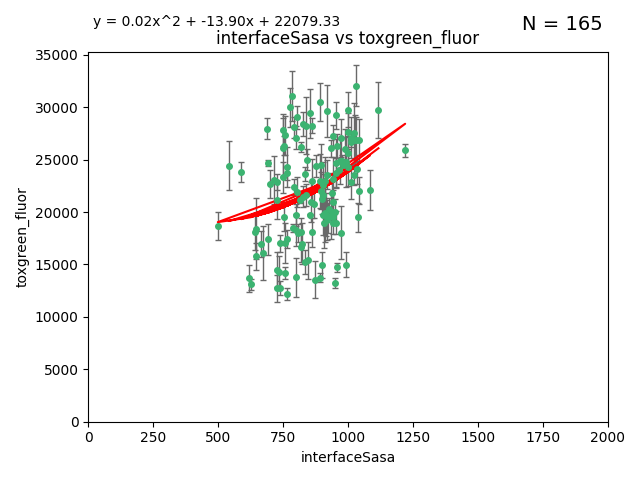 y = 0.02x^2 + -13.90x + 22079.33
N = 165
interfaceSasa vs toxgreen_fluor
35000
30000
25000
20000
15000
10000
5000
0
toxgreen_fluor
0 250 500 750 1000 1250 1500 1750 2000
interfaceSasa